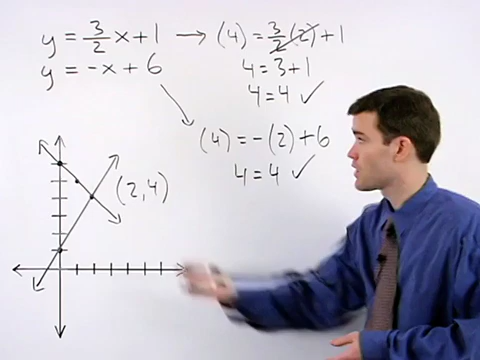 y = 3/2 x + 1 → (4) = 3/2 (2) + 1
y = -x + 6
4 = 3 + 1
4 = 4 ✓
(4) = -(2) + 6
4 = 4 ✓
(2,4)